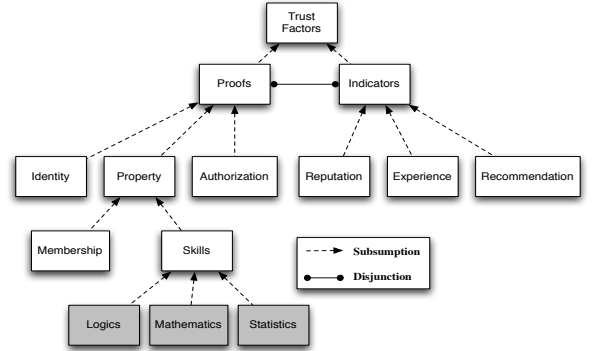 Trust
Factors
Proofs
Indicators
Identity
Property
Authorization
Reputation
Experience
Recommendation
Membership
Skills
Subsumption
Disjunction
Logics
Mathematics
Statistics